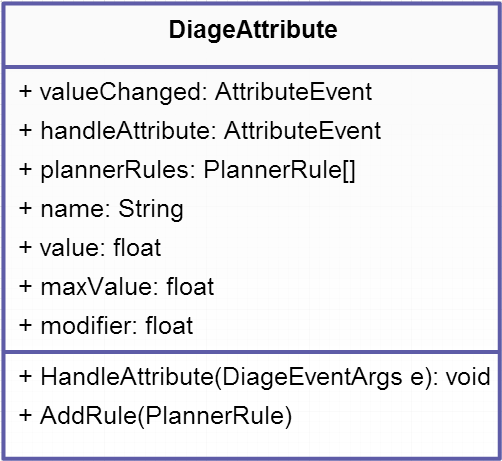 DiageAttribute
+ valueChanged: AttributeEvent
+ handleAttribute: AttributeEvent
+ plannerRules: PlannerRule[]
+ name: String
+ value: float
+ maxValue: float
+ modifier: float
+ HandleAttribute(DiageEventArgs e): void
+ AddRule(PlannerRule)